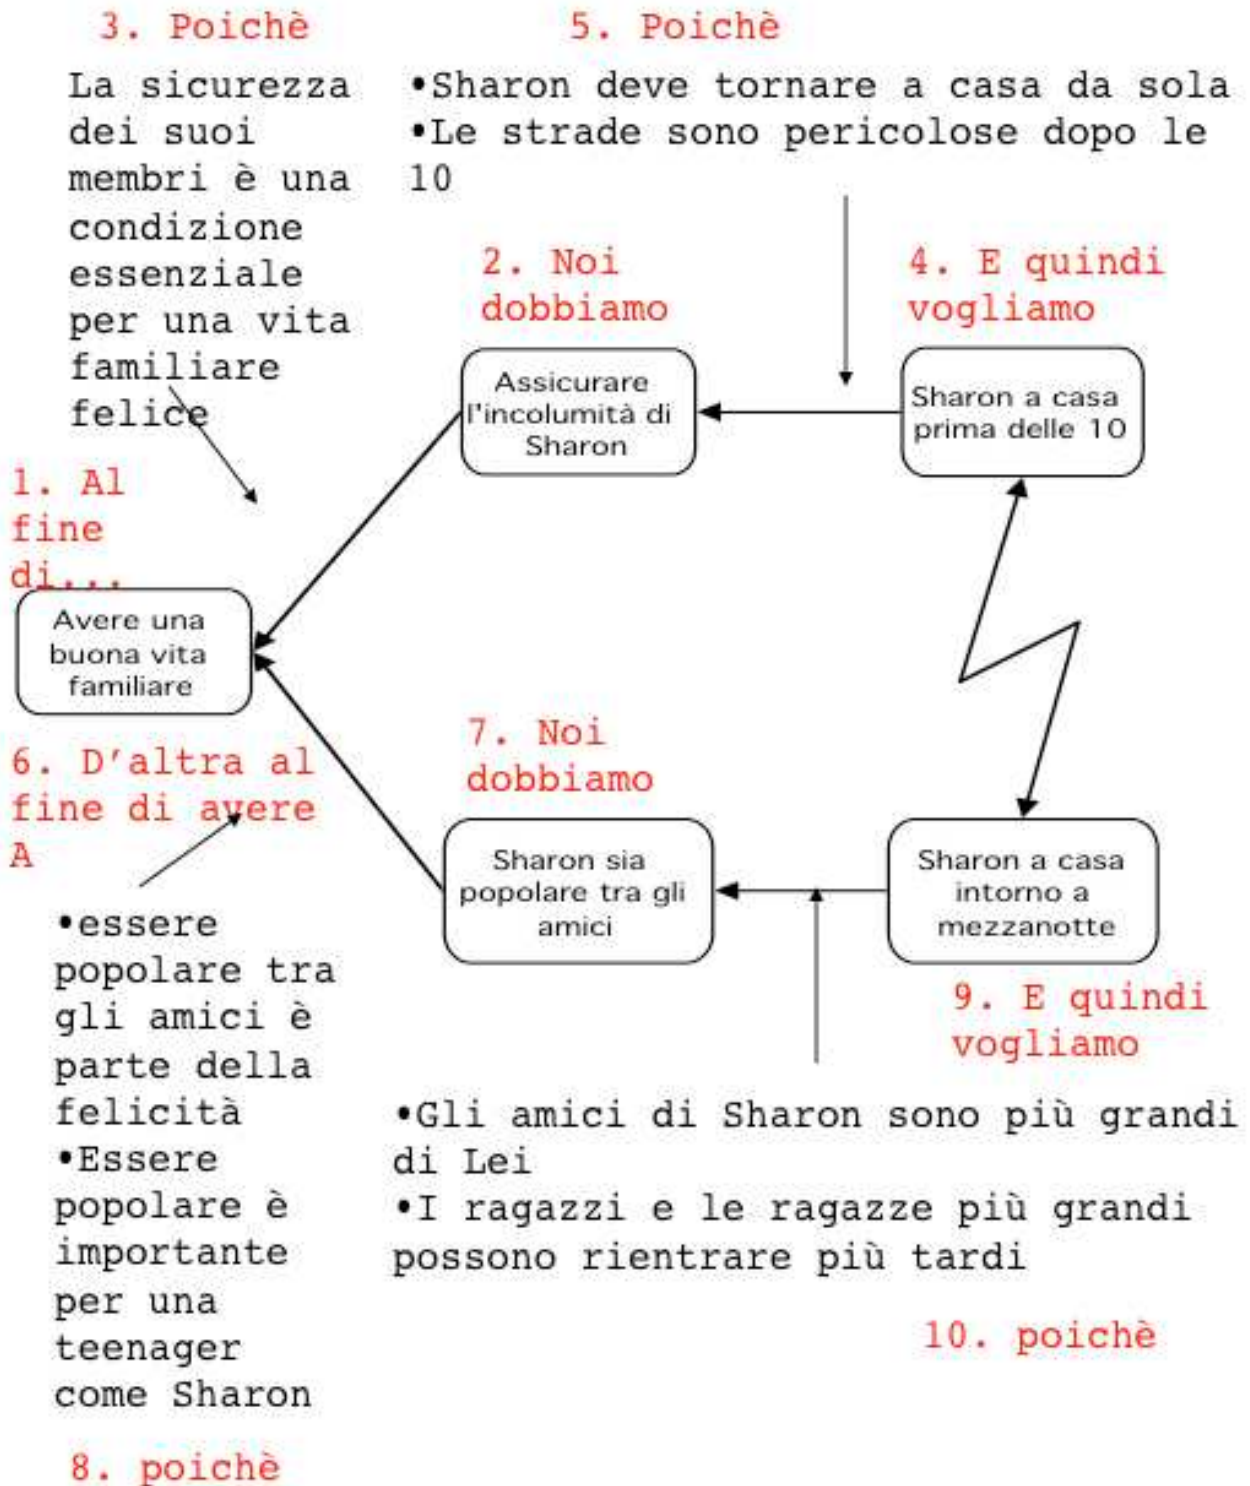 3. Poichè
La sicurezza
dei suoi
membri è una
condizione
essenziale
per una vita
familiare
felice
5. Poichè
•Sharon deve tornare a casa da sola
•Le strade sono pericolose dopo le
10
2. Noi
dobbiamo
4. E quindi
vogliamo
Assicurare
l'incolumità di
Sharon
Sharon a casa
prima delle 10
1. Al
fine
di...
Avere una
buona vita
familiare
6. D'altra al
fine di avere
A
7. Noi
dobbiamo
Sharon sia
popolare tra gli
amici
Sharon a casa
intorno a
mezzanotte
9. E quindi
vogliamo
•essere
popolare tra
gli amici è
parte della
felicità
•Essere
popolare è
importante
per una
teenager
come Sharon
8. poichè
•Gli amici di Sharon sono più grandi
di Lei
•I ragazzi e le ragazze più grandi
possono rientrare più tardi
10. poichè